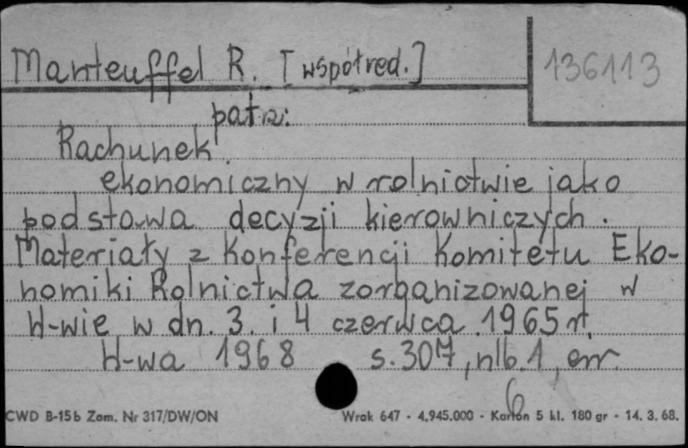 Manteuffel R. [współred.]
136113
patrz:
Rachunek
ekonomiczny w rolnictwie jako
podstawa decyzji kierowniczych.
Materiały z Konferencji Komitetu Eko-
nomiki Rolnictwa zorganizowanej w
W-wie w dn. 3. i 4 czerwca 1965 r.
W-wa 1968 s. 307, nlb. 1, err.
6
CWD B-15b Zam. Nr 317/DW/ON Wrak 647 - 4.945.000 - Karton 5 kl. 180 gr - 14. 3. 68.